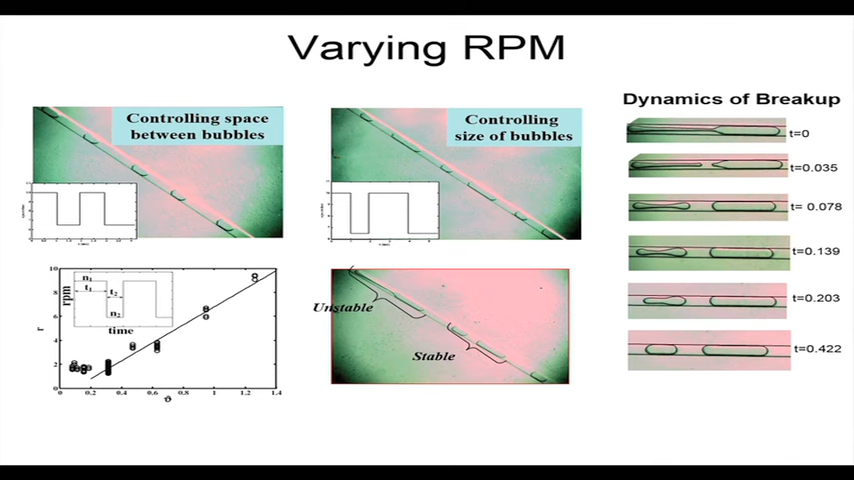 Varying RPM
Controlling space
between bubbles
Controlling
size of bubbles
Dynamics of Breakup
t=0
t=0.035
t= 0.078
t=0.139
t=0.203
t=0.422
10
8
6
4
2
0
r
rpm
n1
t1
t2
n2
time
0
0.2
0.4
0.6
0.8
1
1.2
1.4
Unstable
Stable